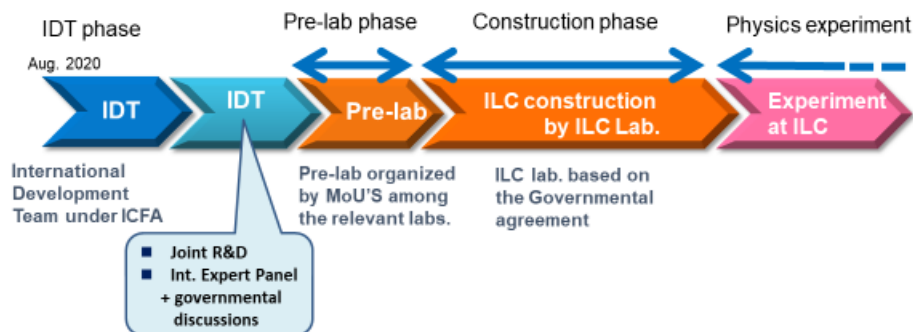 IDT phase
Pre-lab phase
Construction phase
Physics experiment
Aug. 2020
IDT
IDT
Pre-lab
ILC construction
by ILC Lab.
Experiment
at ILC
International
Development
Team under ICFA
Pre-lab organized
by MoU'S among
the relevant labs.
ILC lab. based on
the Governmental
agreement
■ Joint R&D
■ Int. Expert Panel
+ governmental
discussions